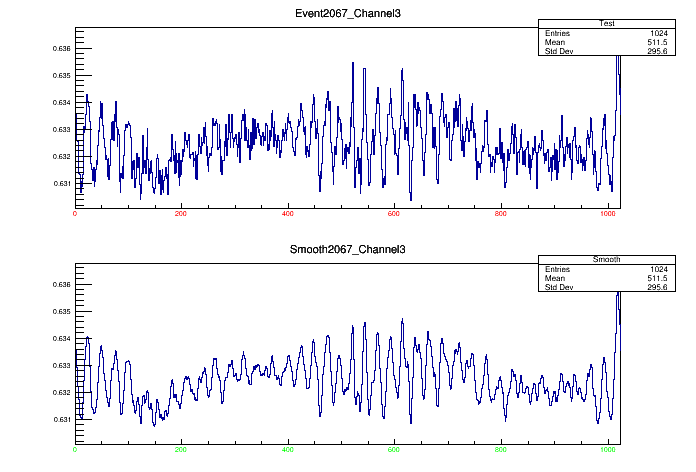 Event2067_Channel3
Test
Entries 1024
Mean 511.5
Std Dev 295.6
0.636
0.635
0.634
0.633
0.632
0.631
0 200 400 600 800 1000
Smooth2067_Channel3
Smooth
Entries 1024
Mean 511.5
Std Dev 295.6
0.636
0.635
0.634
0.633
0.632
0.631
0 200 400 600 800 1000